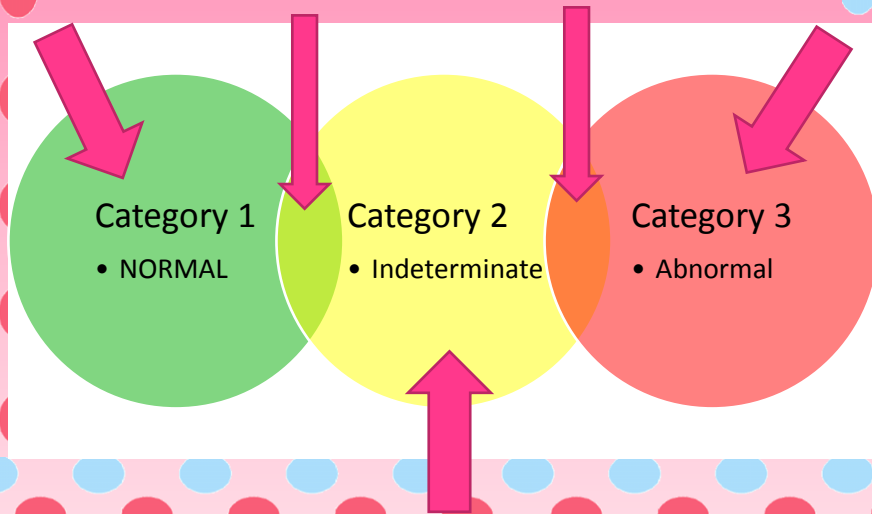 Category 1
• NORMAL
Category 2
• Indeterminate
Category 3
• Abnormal